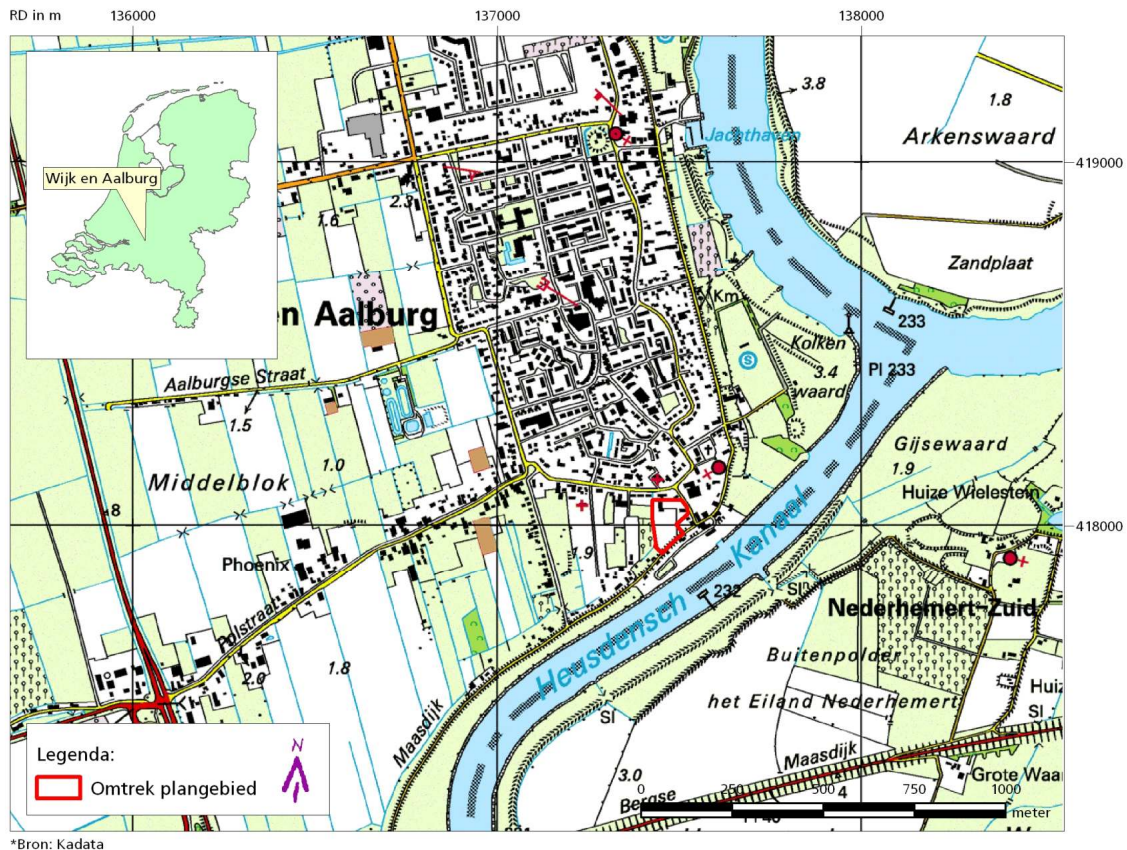 RD in m
136000
137000
138000
3.8
1.8
Jachthaven
Arkenswaard
419000
Wijk en Aalburg
2.3
1.6
Zandplaat
Km
en Aalburg
233
Kolken
Pl 233
3.4
waard
Aalburgse Straat
1.5
Gijsewaard
1.0
1.9
Middelblok
Huize Wielestein
8
418000
Phoenix
1.9
Kanaal
Sl
232
Nederhemert-Zuid
Polstraat
Heusdensch
Buitenpolder
1.8
2.0
het Eiland Nederhemert
Huiz
Sl
Sl
Maasdijk
Legenda:
N
Omtrek plangebied
Maasdijk
3.0
Grote Waar
Bergse
4
0
250
500
750
1000
meter
*Bron: Kadata